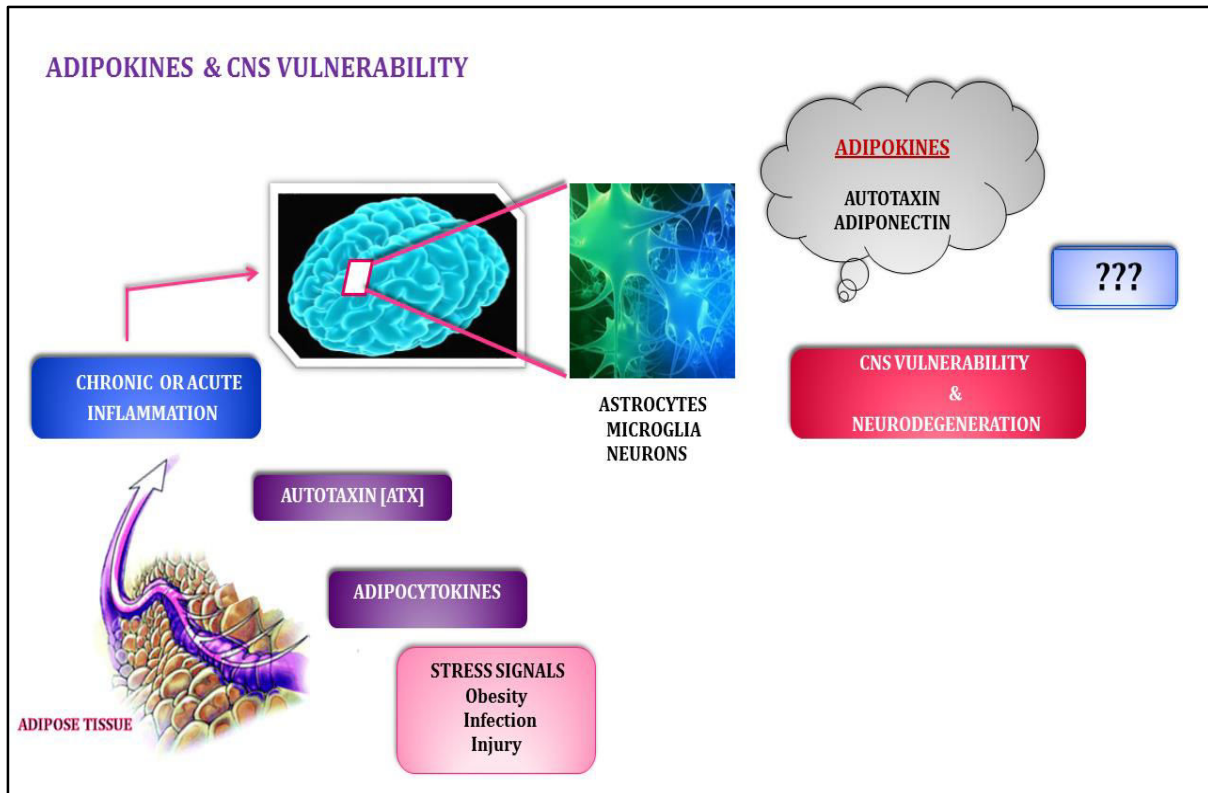 ADIPOKINES & CNS VULNERABILITY
ADIPOKINES
AUTOTAXIN
ADIPONECTIN
???
CHRONIC OR ACUTE
INFLAMMATION
ASTROCYTES
MICROGLIA
NEURONS
CNS VULNERABILITY
&
NEURODEGENERATION
AUTOTAXIN [ATX]
ADIPOCYTOKINES
STRESS SIGNALS
Obesity
Infection
Injury
ADIPOSE TISSUE